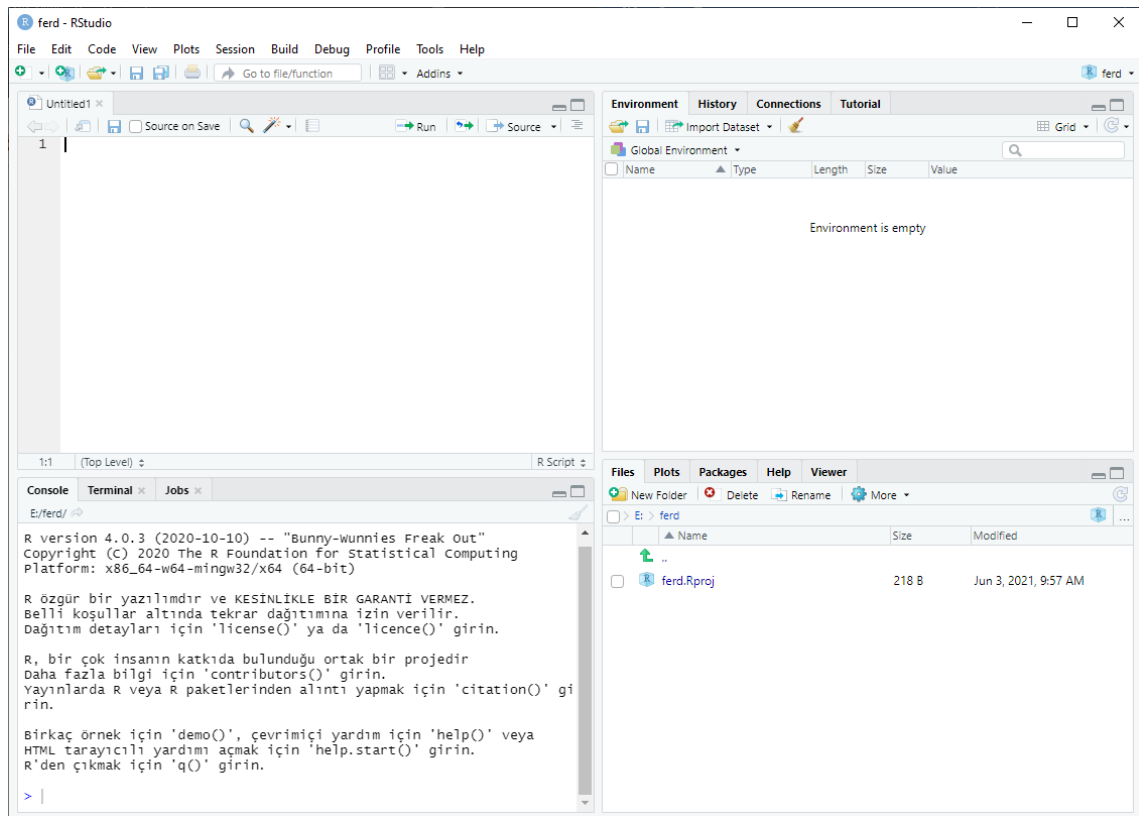 ferd - RStudio
File Edit Code View Plots Session Build Debug Profile Tools Help
Go to file/function Addins ferd
Untitled1
Source on Save Run Source
1
1:1 (Top Level) R Script
Console Terminal Jobs
E:/ferd/
R version 4.0.3 (2020-10-10) -- "Bunny-Wunnies Freak Out"
Copyright (C) 2020 The R Foundation for Statistical Computing
Platform: x86_64-w64-mingw32/x64 (64-bit)
R özgür bir yazılımdır ve KESİNLİKLE BİR GARANTİ VERMEZ.
Belli koşullar altında tekrar dağıtımına izin verilir.
Dağıtım detayları için 'license()' ya da 'licence()' girin.
R, bir çok insanın katkıda bulunduğu ortak bir projedir
Daha fazla bilgi için 'contributors()' girin.
Yayınlarda R veya R paketlerinden alıntı yapmak için 'citation()' gi
rin.
Birkaç örnek için 'demo()', çevrimiçi yardım için 'help()' veya
HTML tarayıcılı yardımı açmak için 'help.start()' girin.
R'den çıkmak için 'q()' girin.
>
Environment History Connections Tutorial
Import Dataset Grid
Global Environment
Name Type Length Size Value
Environment is empty
Files Plots Packages Help Viewer
New Folder Delete Rename More
E: > ferd
Name Size Modified
..
ferd.Rproj 218 B Jun 3, 2021, 9:57 AM